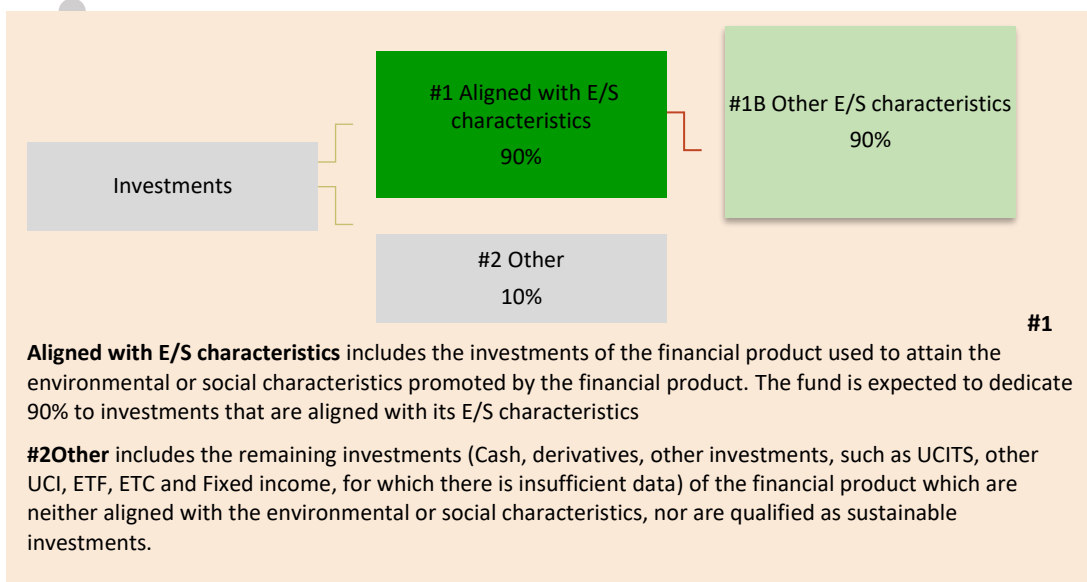 #1 Aligned with E/S
characteristics
90%
#1B Other E/S characteristics
90%
Investments
#2 Other
10%
#1
Aligned with E/S characteristics includes the investments of the financial product used to attain the
environmental or social characteristics promoted by the financial product. The fund is expected to dedicate
90% to investments that are aligned with its E/S characteristics
#2Other includes the remaining investments (Cash, derivatives, other investments, such as UCITS, other
UCI, ETF, ETC and Fixed income, for which there is insufficient data) of the financial product which are
neither aligned with the environmental or social characteristics, nor are qualified as sustainable
investments.